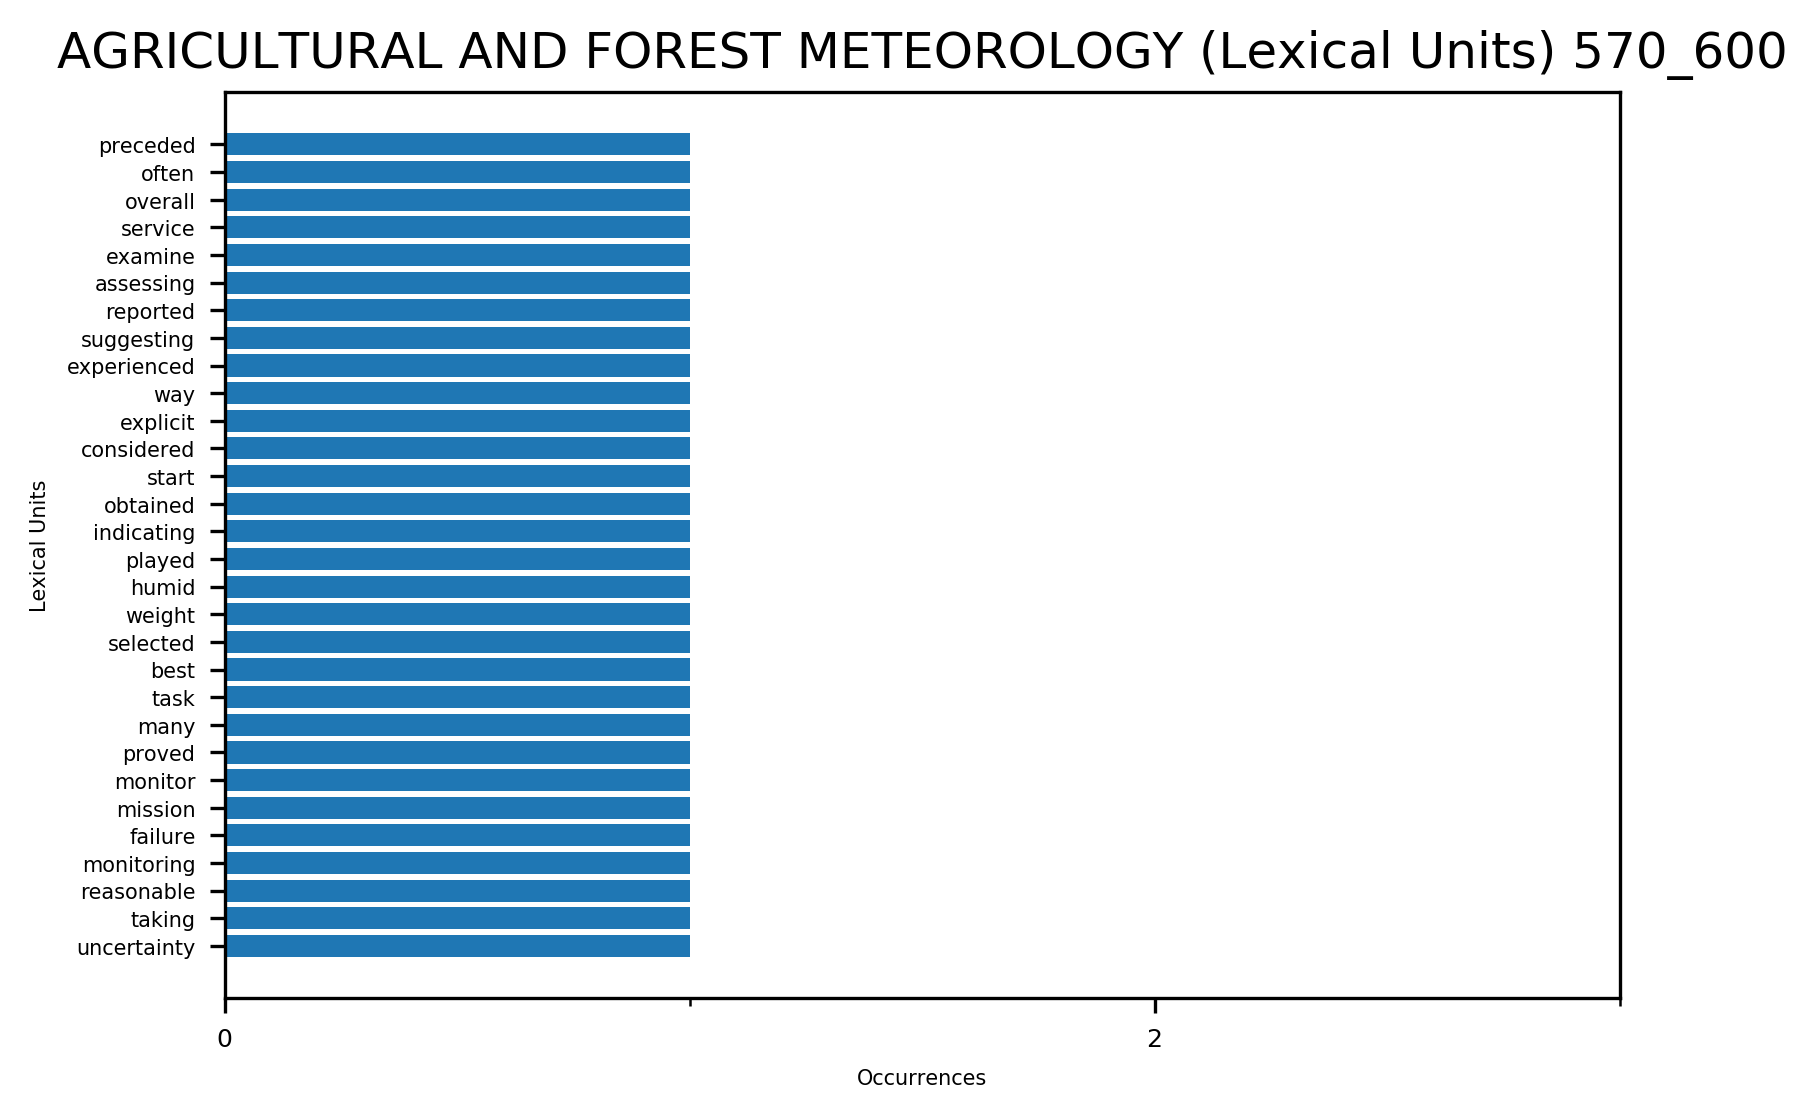 AGRICULTURAL AND FOREST METEOROLOGY (Lexical Units) 570_600
preceded
often
overall
service
examine
assessing
reported
suggesting
experienced
way
explicit
considered
start
obtained
indicating
played
humid
weight
selected
best
task
many
proved
monitor
mission
failure
monitoring
reasonable
taking
uncertainty
Lexical Units
0
2
Occurrences